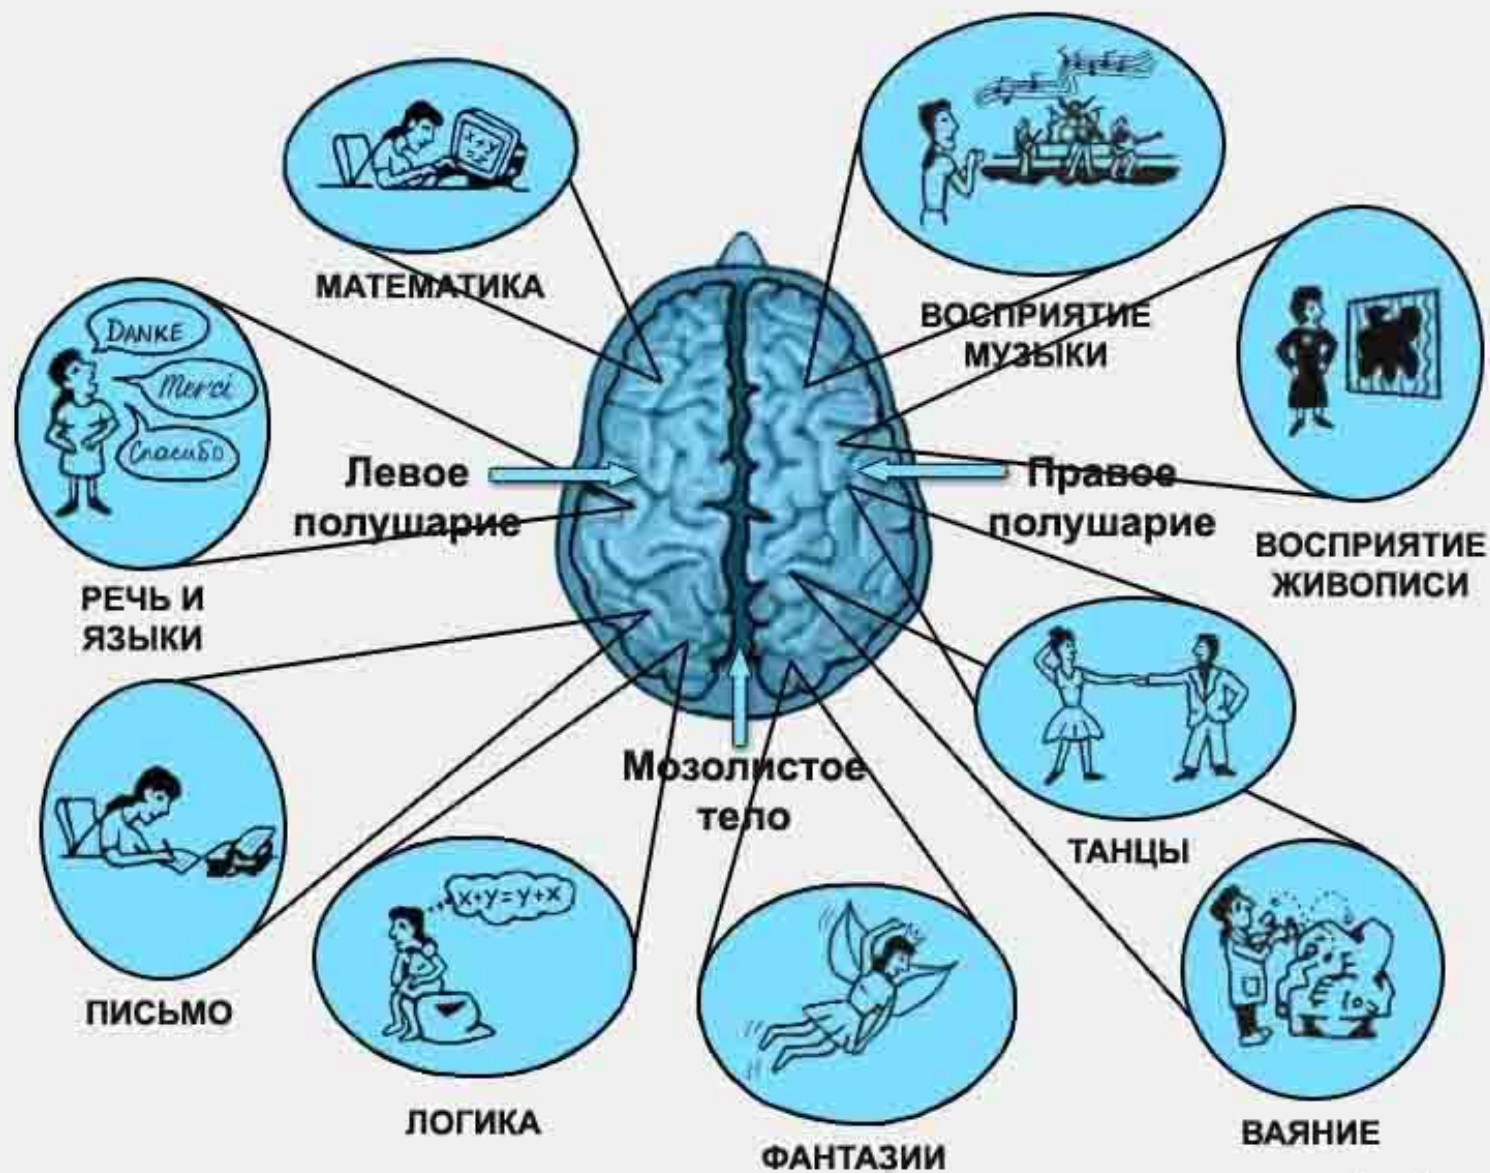 x+y
=z
МАТЕМАТИКА
ВОСПРИЯТИЕ
МУЗЫКИ
DANKE
Merci
Спасибо
РЕЧЬ И
ЯЗЫКИ
Левое
полушарие
Правое
полушарие
ВОСПРИЯТИЕ
ЖИВОПИСИ
Мозолистое
тело
ТАНЦЫ
ПИСЬМО
x+y=y+x
ЛОГИКА
ФАНТАЗИИ
ВАЯНИЕ